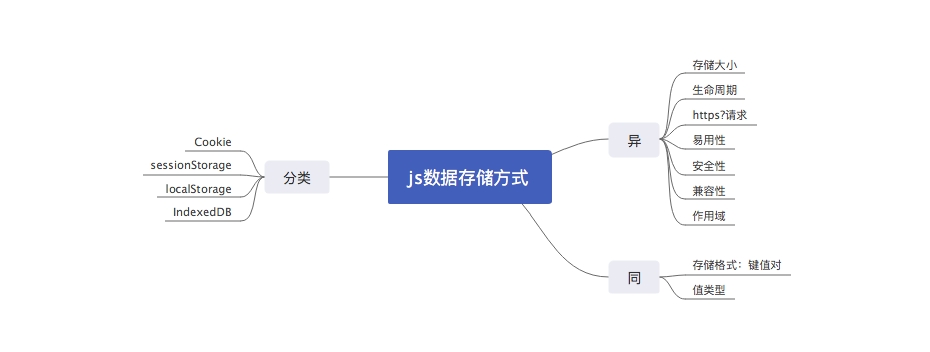 js数据存储方式
分类
Cookie
sessionStorage
localStorage
IndexedDB
异
存储大小
生命周期
https?请求
易用性
安全性
兼容性
作用域
同
存储格式：键值对
值类型